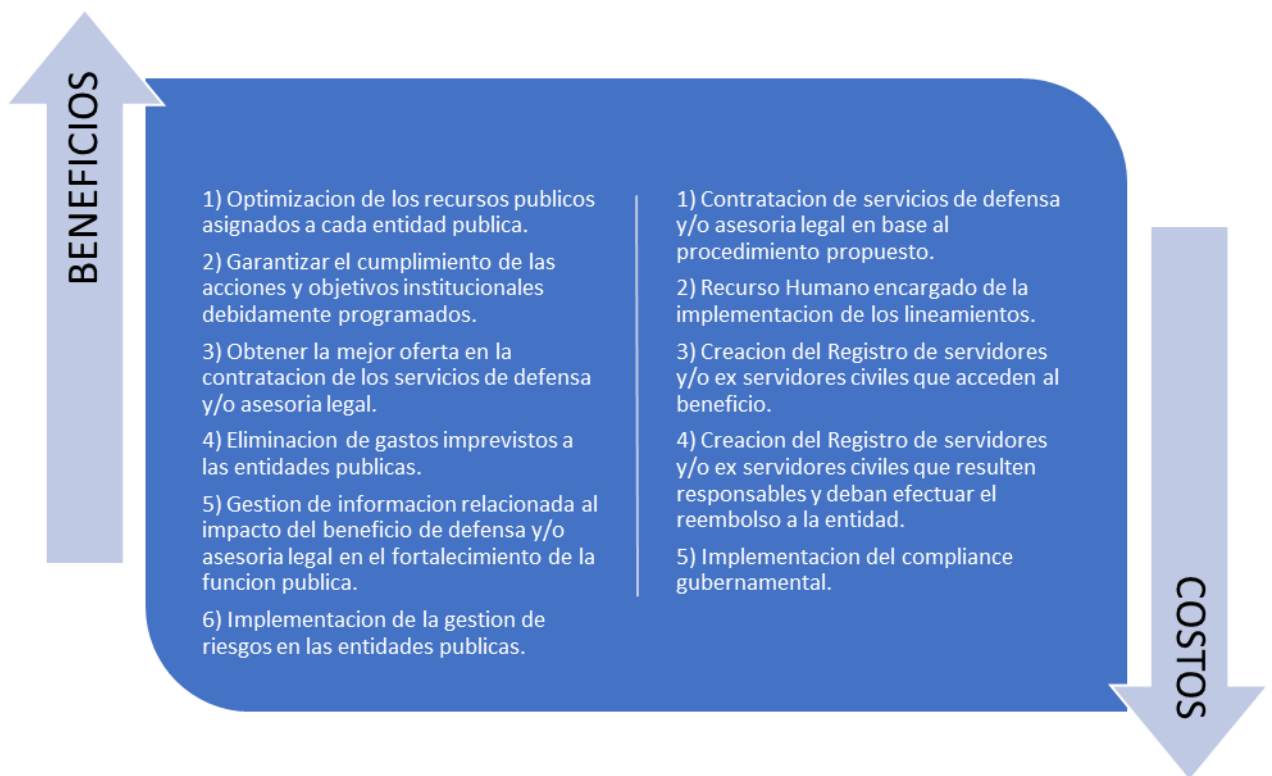 BENEFICIOS
1) Optimizacion de los recursos publicos
asignados a cada entidad publica.
2) Garantizar el cumplimiento de las
acciones y objetivos institucionales
debidamente programados.
3) Obtener la mejor oferta en la
contratacion de los servicios de defensa
y/o asesoria legal.
4) Eliminacion de gastos imprevistos a
las entidades publicas.
5) Gestion de informacion relacionada al
impacto del beneficio de defensa y/o
asesoria legal en el fortalecimiento de la
funcion publica.
6) Implementacion de la gestion de
riesgos en las entidades publicas.
1) Contratacion de servicios de defensa
y/o asesoria legal en base al
procedimiento propuesto.
2) Recurso Humano encargado de la
implementacion de los lineamientos.
3) Creacion del Registro de servidores
y/o ex servidores civiles que acceden al
beneficio.
4) Creacion del Registro de servidores
y/o ex servidores civiles que resulten
responsables y deban efectuar el
reembolso a la entidad.
5) Implementacion del compliance
gubernamental.
COSTOS